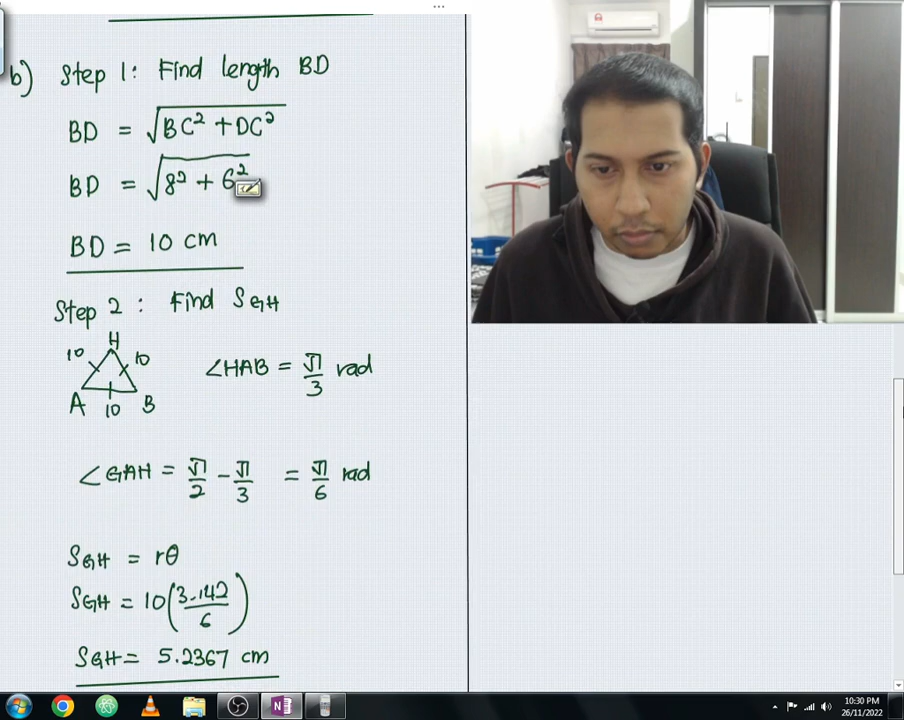 b) Step 1: Find length BD
BD = √BC² + DC²
BD = √8² + 6²
BD = 10 cm
Step 2 : Find SGH
H
10 10
A 10 B
∠HAB = π/3 rad
∠GAH = π/2 - π/3 = π/6 rad
SGH = rθ
SGH = 10(3.142/6)
SGH = 5.2367 cm
10:30 PM
26/11/2022